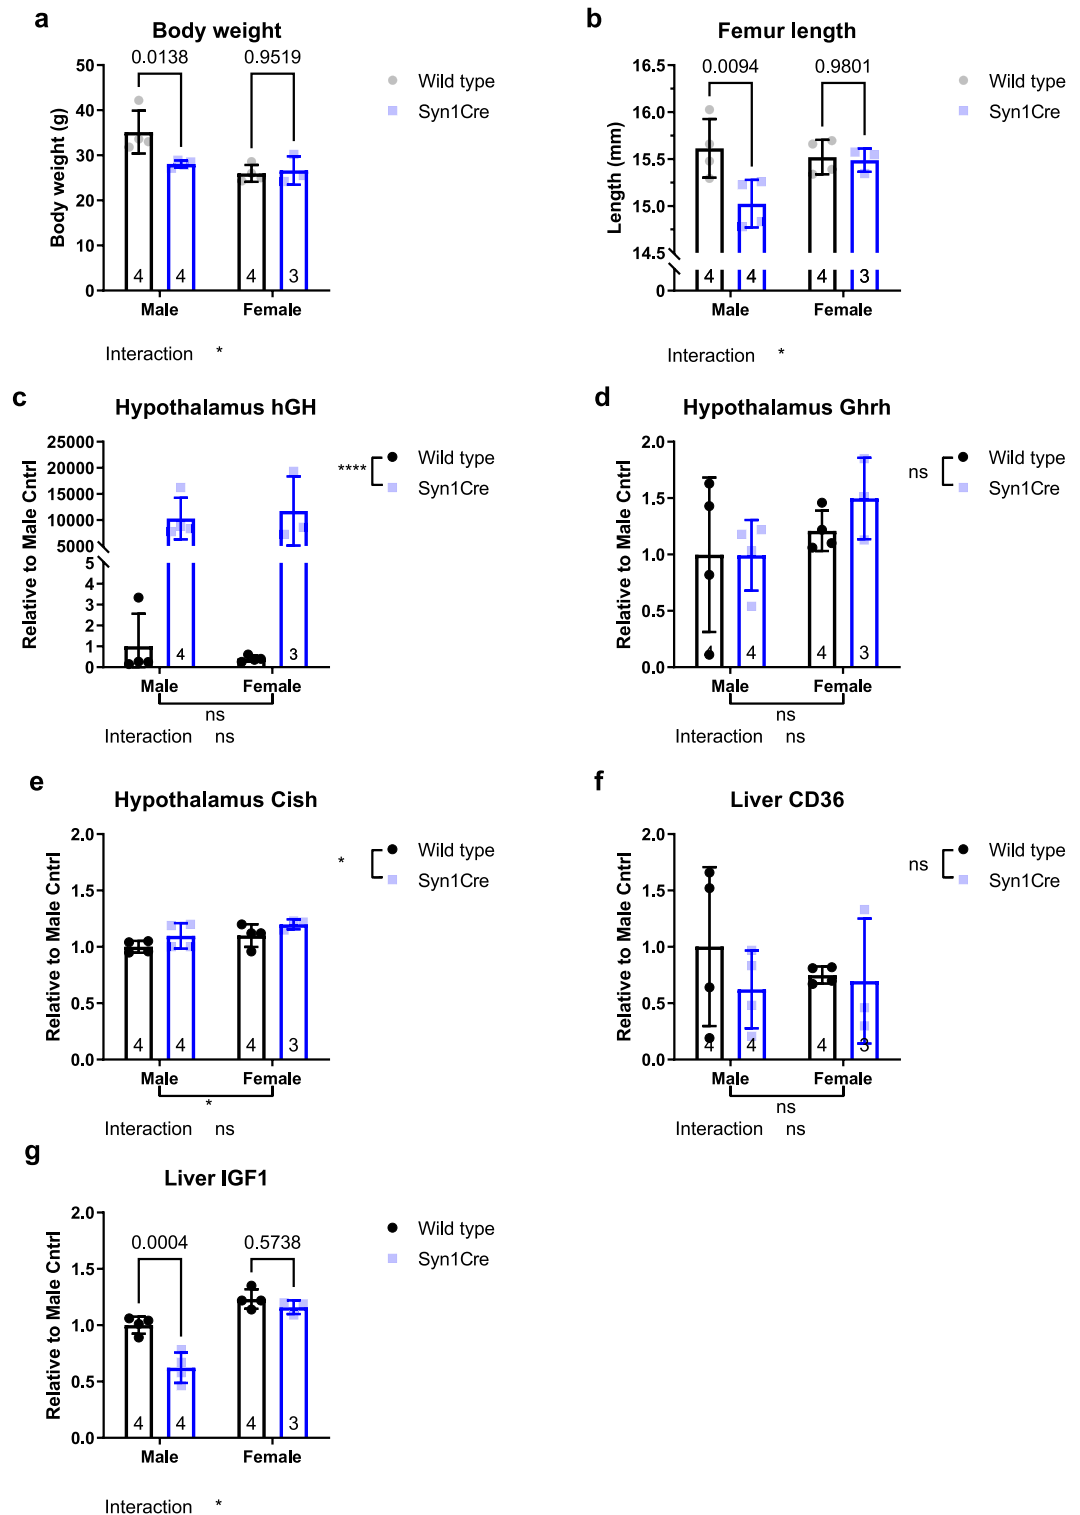 a
Body weight
0.0138
0.9519
50
40
30
20
10
0
Body weight (g)
4
4
4
3
Male
Female
Wild type
Syn1Cre
Interaction *
b
Femur length
0.0094
0.9801
16.5
16.0
15.5
15.0
14.5
0
Length (mm)
4
4
4
3
Male
Female
Wild type
Syn1Cre
Interaction *
c
Hypothalamus hGH
25000
20000
15000
10000
5000
5
4
3
2
1
0
Relative to Male Cntrl
4
3
Male
Female
ns
**** Wild type
Syn1Cre
Interaction ns
d
Hypothalamus Ghrh
2.0
1.5
1.0
0.5
0.0
Relative to Male Cntrl
4
4
4
3
Male
Female
ns
ns Wild type
Syn1Cre
Interaction ns
e
Hypothalamus Cish
2.0
1.5
1.0
0.5
0.0
Relative to Male Cntrl
4
4
4
3
Male
Female
*
* Wild type
Syn1Cre
Interaction ns
f
Liver CD36
2.0
1.5
1.0
0.5
0.0
Relative to Male Cntrl
4
4
4
3
Male
Female
ns
ns Wild type
Syn1Cre
Interaction ns
g
Liver IGF1
0.0004
0.5738
2.0
1.5
1.0
0.5
0.0
Relative to Male Cntrl
4
4
4
3
Male
Female
Wild type
Syn1Cre
Interaction *